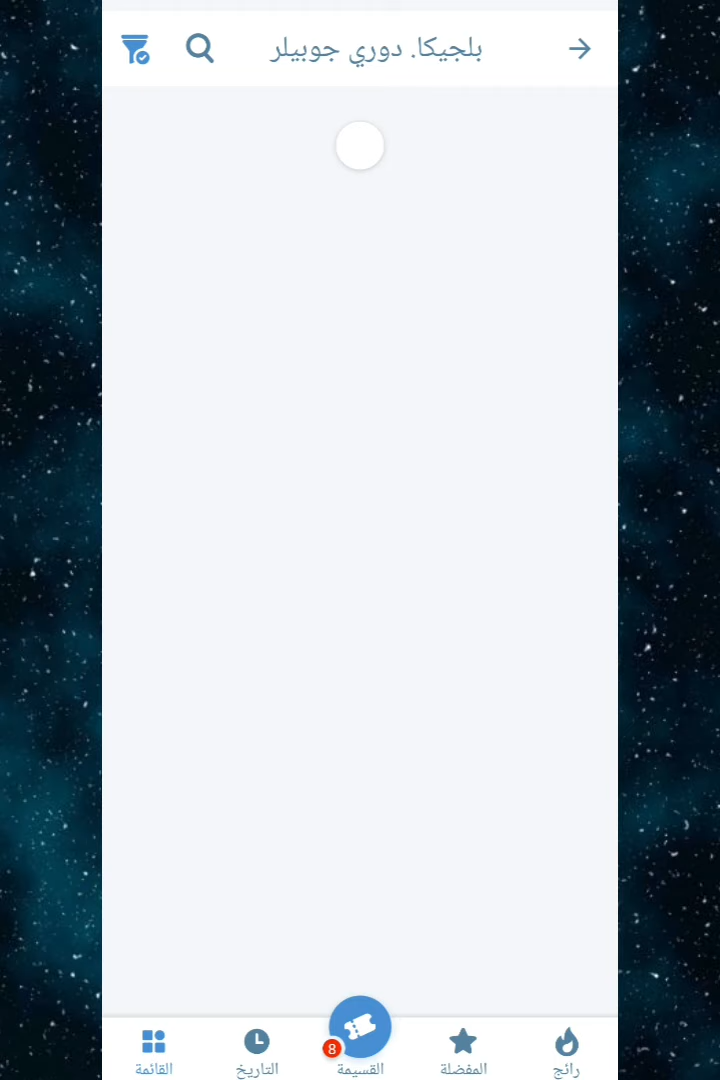 بلجيكا. دوري جوبيلر
8
رائج
المفضلة
القسيمة
التاريخ
القائمة